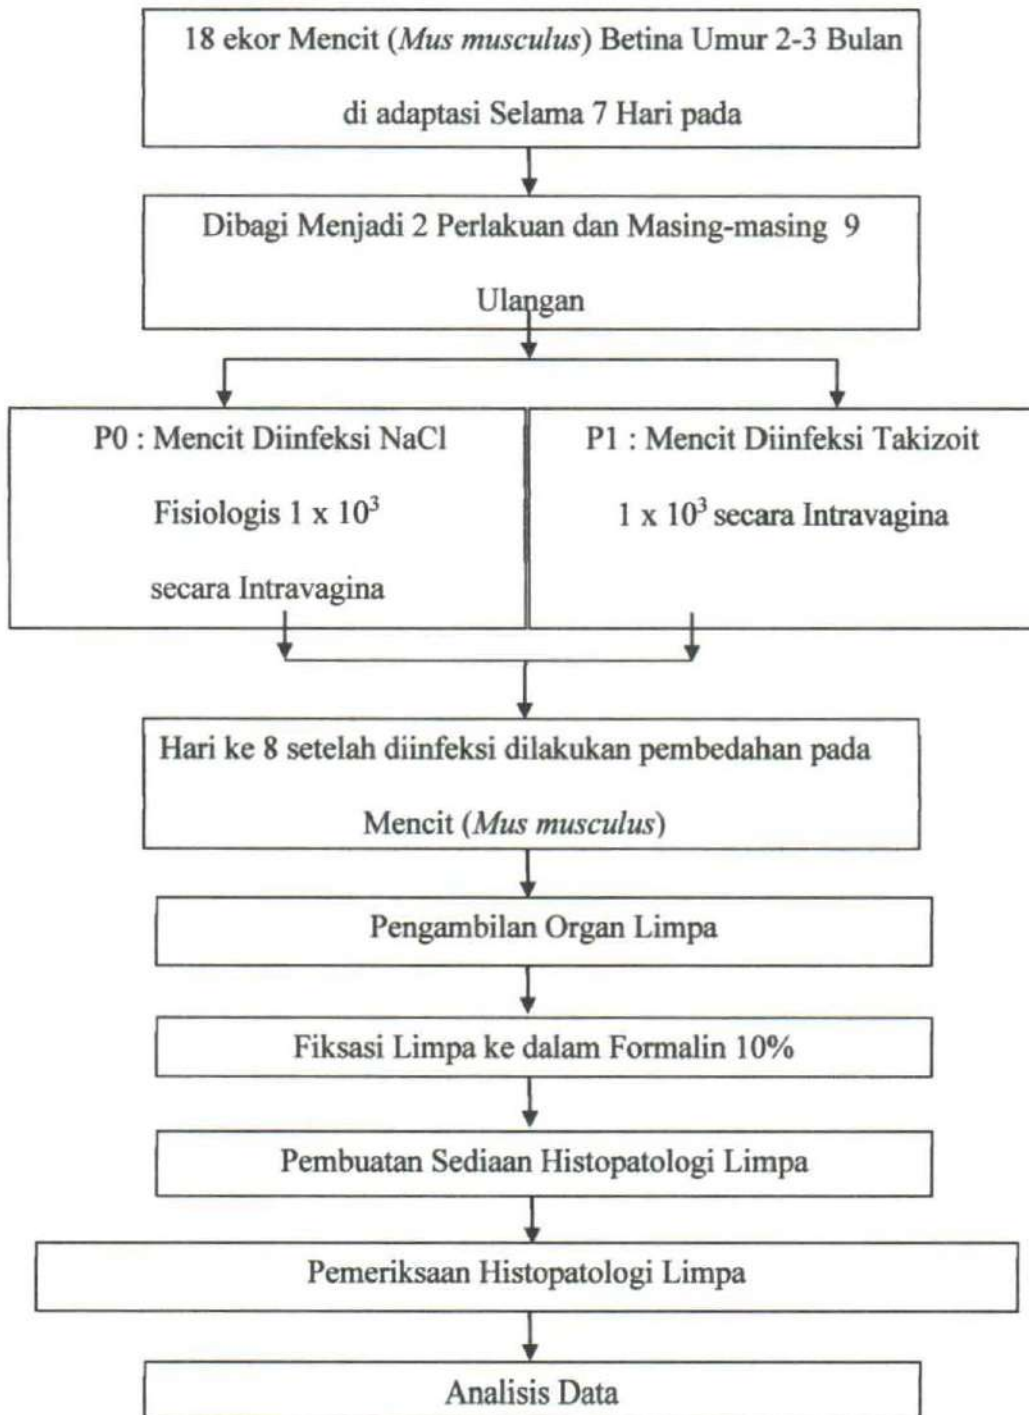 18 ekor Mencit (Mus musculus) Betina Umur 2-3 Bulan
di adaptasi Selama 7 Hari pada
Dibagi Menjadi 2 Perlakuan dan Masing-masing 9
Ulangan
P0 : Mencit Diinfeksi NaCl
Fisiologis 1 x 10³
secara Intravagina
P1 : Mencit Diinfeksi Takizoit
1 x 10³ secara Intravagina
Hari ke 8 setelah diinfeksi dilakukan pembedahan pada
Mencit (Mus musculus)
Pengambilan Organ Limpa
Fiksasi Limpa ke dalam Formalin 10%
Pembuatan Sediaan Histopatologi Limpa
Pemeriksaan Histopatologi Limpa
Analisis Data